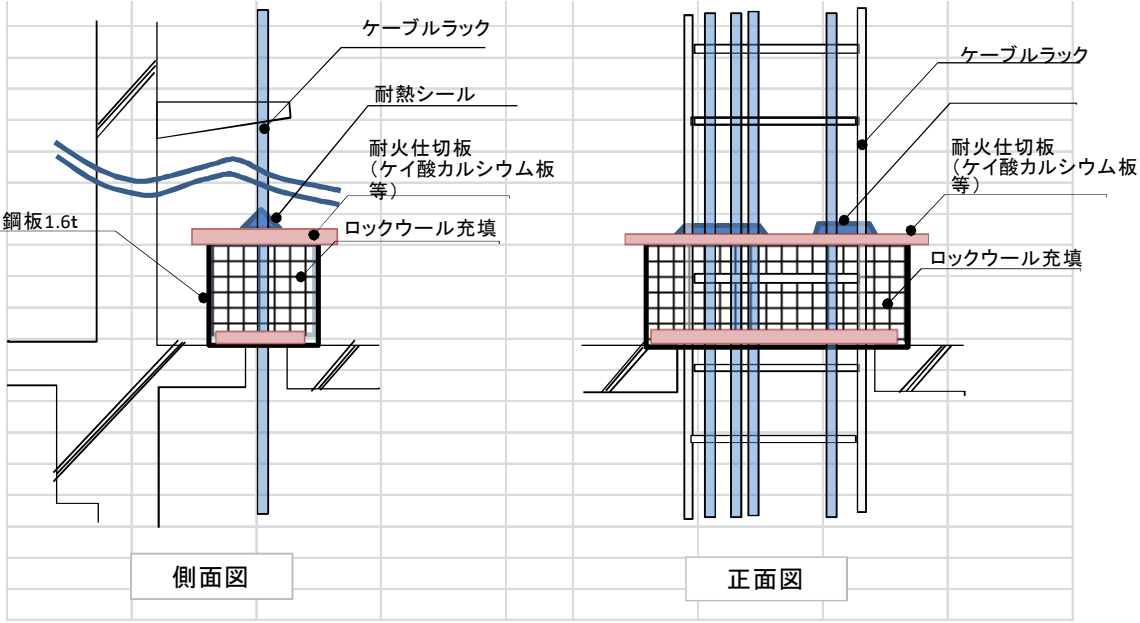 ケーブルラック
耐熱シール
耐火仕切板
（ケイ酸カルシウム板
等）
鋼板1.6t
ロックウール充填
側面図
ケーブルラック
耐火仕切板
（ケイ酸カルシウム板
等）
ロックウール充填
正面図